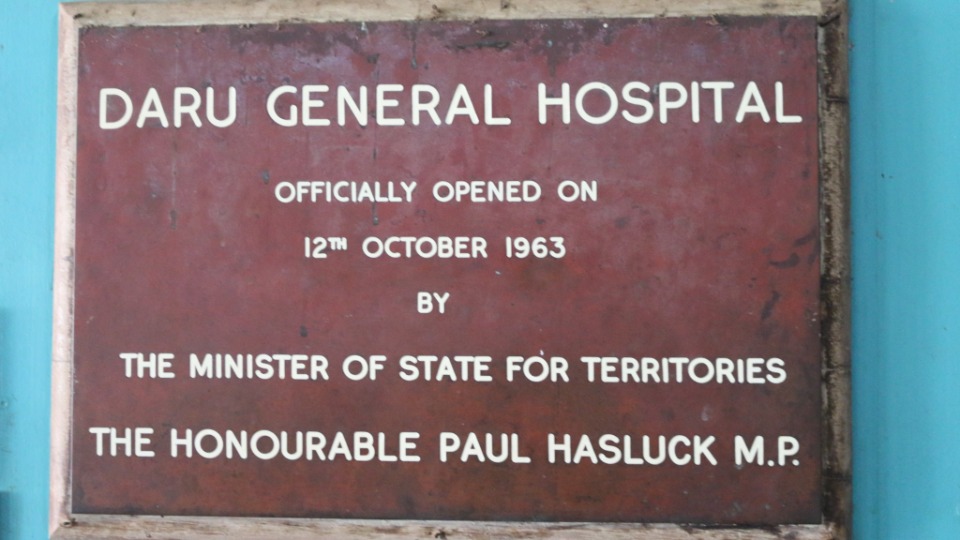 DARU GENERAL HOSPITAL
OFFICIALLY OPENED ON
12TH OCTOBER 1963
BY
THE MINISTER OF STATE FOR TERRITORIES
THE HONOURABLE PAUL HASLUCK M.P.